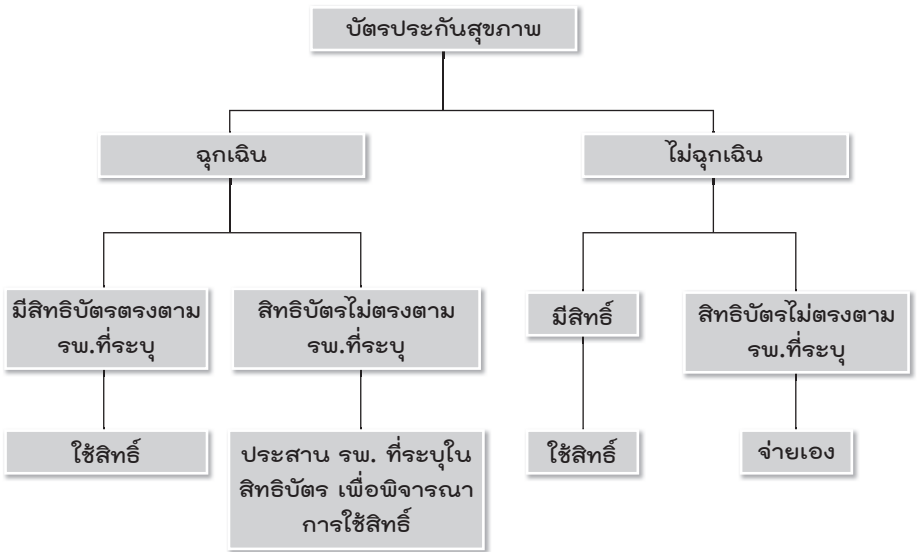 บัตรประกันสุขภาพ
ฉุกเฉิน
ไม่ฉุกเฉิน
มีสิทธิบัตรตรงตาม
รพ.ที่ระบุ
สิทธิบัตรไม่ตรงตาม
รพ.ที่ระบุ
มีสิทธิ์
สิทธิบัตรไม่ตรงตาม
รพ.ที่ระบุ
ใช้สิทธิ์
ประสาน รพ. ที่ระบุใน
สิทธิบัตร เพื่อพิจารณา
การใช้สิทธิ์
ใช้สิทธิ์
จ่ายเอง